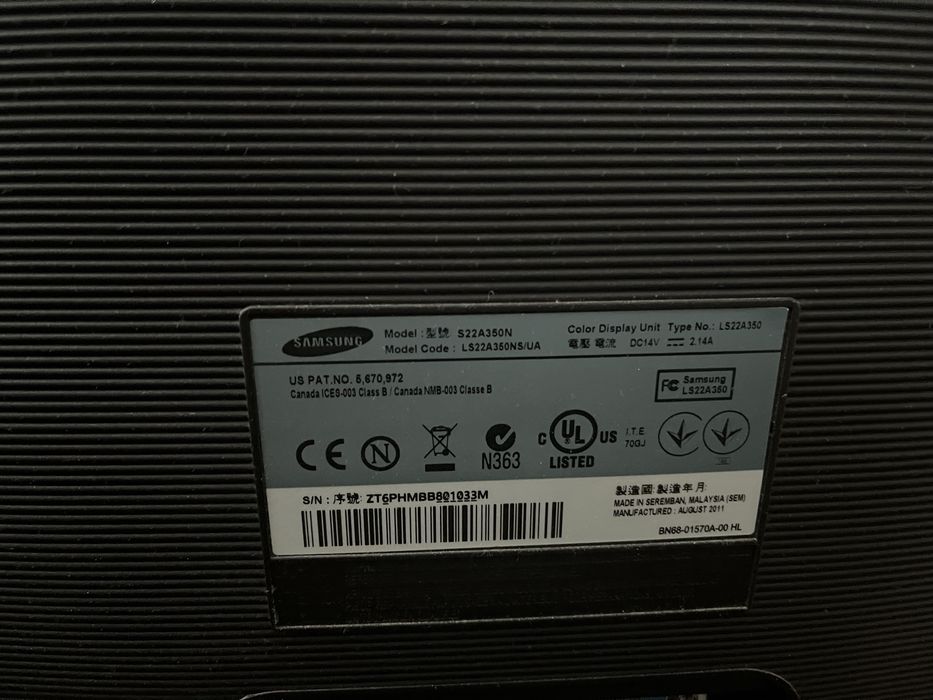 SAMSUNG
Model : 型號 S22A350N
Model Code : LS22A350NS/UA
Color Display Unit Type No.: LS22A350
電壓 電流 DC14V 2.14A
US PAT.NO. 5,670,972
Canada ICES-003 Class B / Canada NMB-003 Classe B
FC Samsung
LS22A350
CE N
N363
C UL US
LISTED
I.T.E
70GJ
S/N : 序號: ZT6PHMBB801033M
製造國: 製造年月:
MADE IN SEREMBAN, MALAYSIA (SEM)
MANUFACTURED : AUGUST 2011
BN68-01570A-00 HL